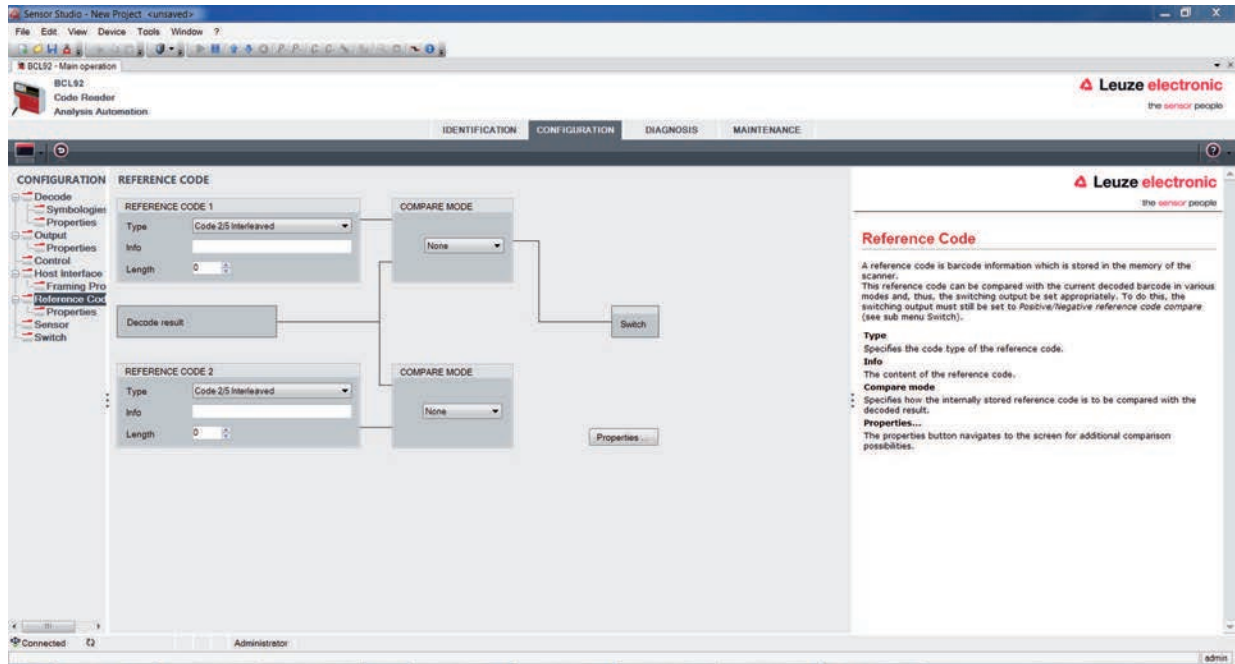 Sensor Studio - New Project <unsaved>
File Edit View Device Tools Window ?
BCL92 - Main operation
BCL92
Code Reader
Analysis Automation
Leuze electronic
the sensor people
IDENTIFICATION CONFIGURATION DIAGNOSIS MAINTENANCE
CONFIGURATION
Decode
Symbologies
Properties
Output
Properties
Control
Host Interface
Framing Pro
Reference Cod
Properties
Sensor
Switch
REFERENCE CODE
REFERENCE CODE 1
Type Code 2/5 Interleaved
Info
Length 0
COMPARE MODE
None
Decode result
Switch
REFERENCE CODE 2
Type Code 2/5 Interleaved
Info
Length 0
COMPARE MODE
None
Properties ...
Leuze electronic
the sensor people
Reference Code
A reference code is barcode information which is stored in the memory of the
scanner.
This reference code can be compared with the current decoded barcode in various
modes and, thus, the switching output be set appropriately. To do this, the
switching output must still be set to Positive/Negative reference code compare
(see sub menu Switch).
Type
Specifies the code type of the reference code.
Info
The content of the reference code.
Compare mode
Specifies how the internally stored reference code is to be compared with the
decoded result.
Properties...
The properties button navigates to the screen for additional comparison
possibilities.
Connected
Administrator
admin